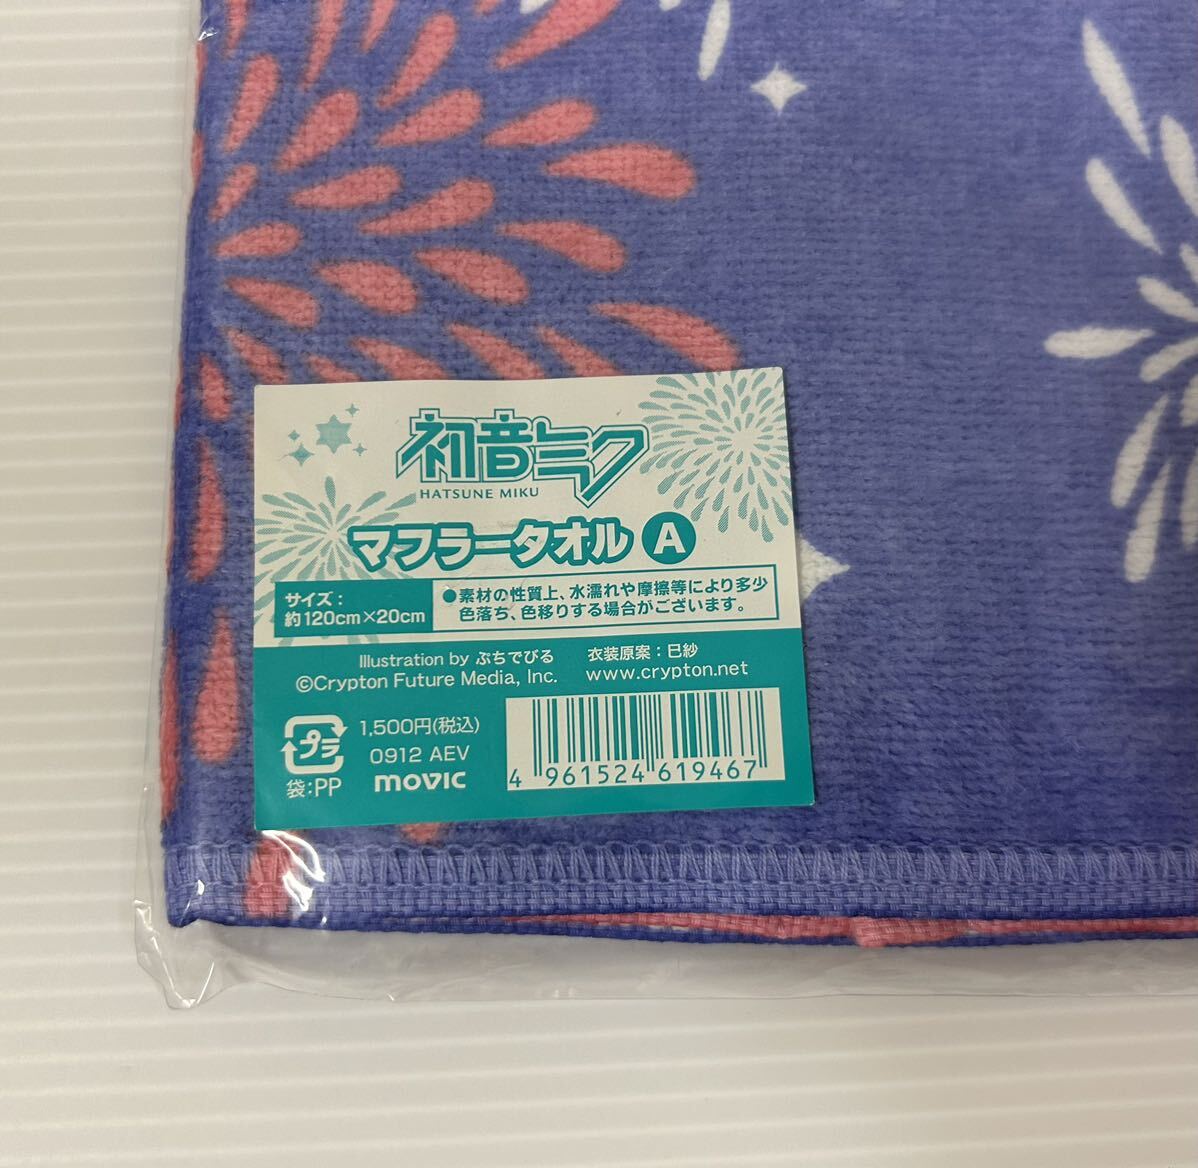 初音ミク
HATSUNE MIKU
マフラータオル A
サイズ:
約120cm×20cm
●素材の性質上、水濡れや摩擦等により多少
色落ち、色移りする場合がございます。
Illustration by ぷちでびる 衣装原案:巳紗
©Crypton Future Media, Inc. www.crypton.net
プラ
袋:PP
1,500円(税込)
0912 AEV
movic
4 961524 619467